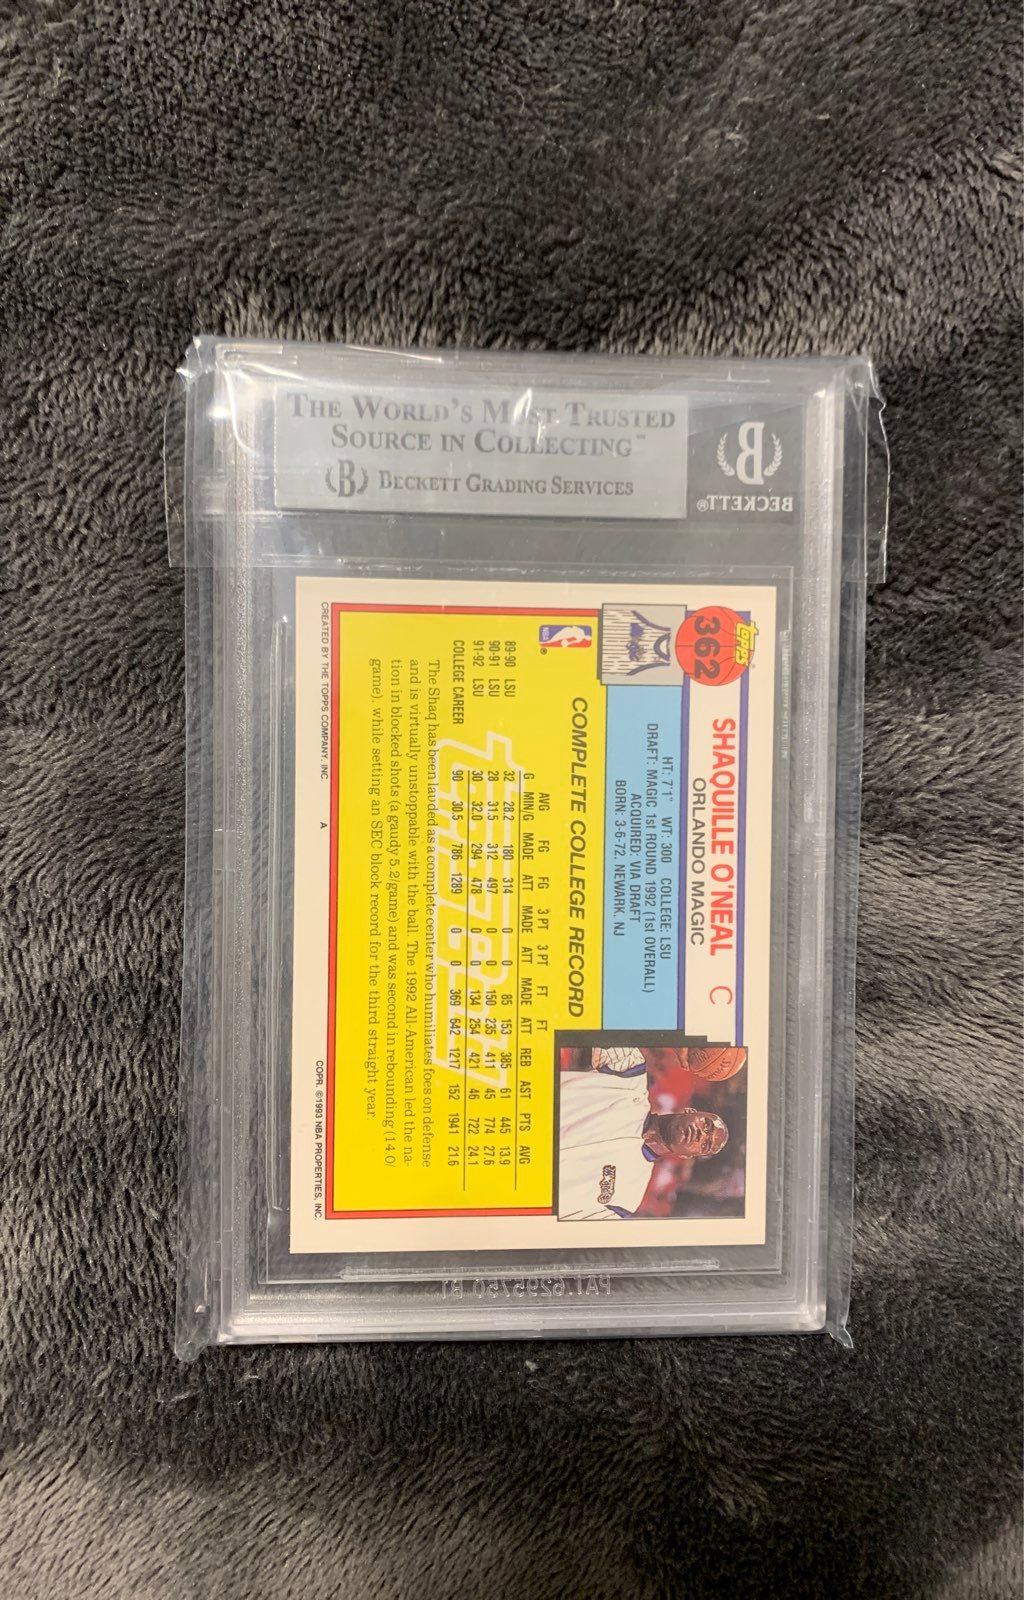 THE WORLD'S MOST TRUSTED
SOURCE IN COLLECTING™
B BECKETT GRADING SERVICES
B
BECKETT®
Topps
362
SHAQUILLE O'NEAL C
ORLANDO MAGIC
HT: 7'1" WT: 300 COLLEGE: LSU
DRAFT: MAGIC 1st ROUND 1992 (1st OVERALL)
ACQUIRED: VIA DRAFT
BORN: 3-6-72, NEWARK, NJ
NBA®
COMPLETE COLLEGE RECORD
AVG FG FG 3 PT 3 PT FT FT
G MIN/G MADE ATT MADE ATT MADE ATT REB AST PTS AVG
89-90 LSU 32 28.2 180 314 0 0 85 153 385 61 445 13.9
90-91 LSU 28 31.5 312 497 0 0 150 235 411 45 774 27.6
91-92 LSU 30 32.0 294 478 0 0 134 254 421 46 722 24.1
COLLEGE CAREER 90 30.5 786 1289 0 0 369 642 1217 152 1941 21.6
The Shaq has been lauded as a complete center who humiliates foes on defense
and is virtually unstoppable with the ball. The 1992 All-American led the na-
tion in blocked shots (a gaudy 5.2/game) and was second in rebounding (14.0/
game), while setting an SEC block record for the third straight year.
CREATED BY THE TOPPS COMPANY, INC. A COPR. ©1993 NBA PROPERTIES, INC.